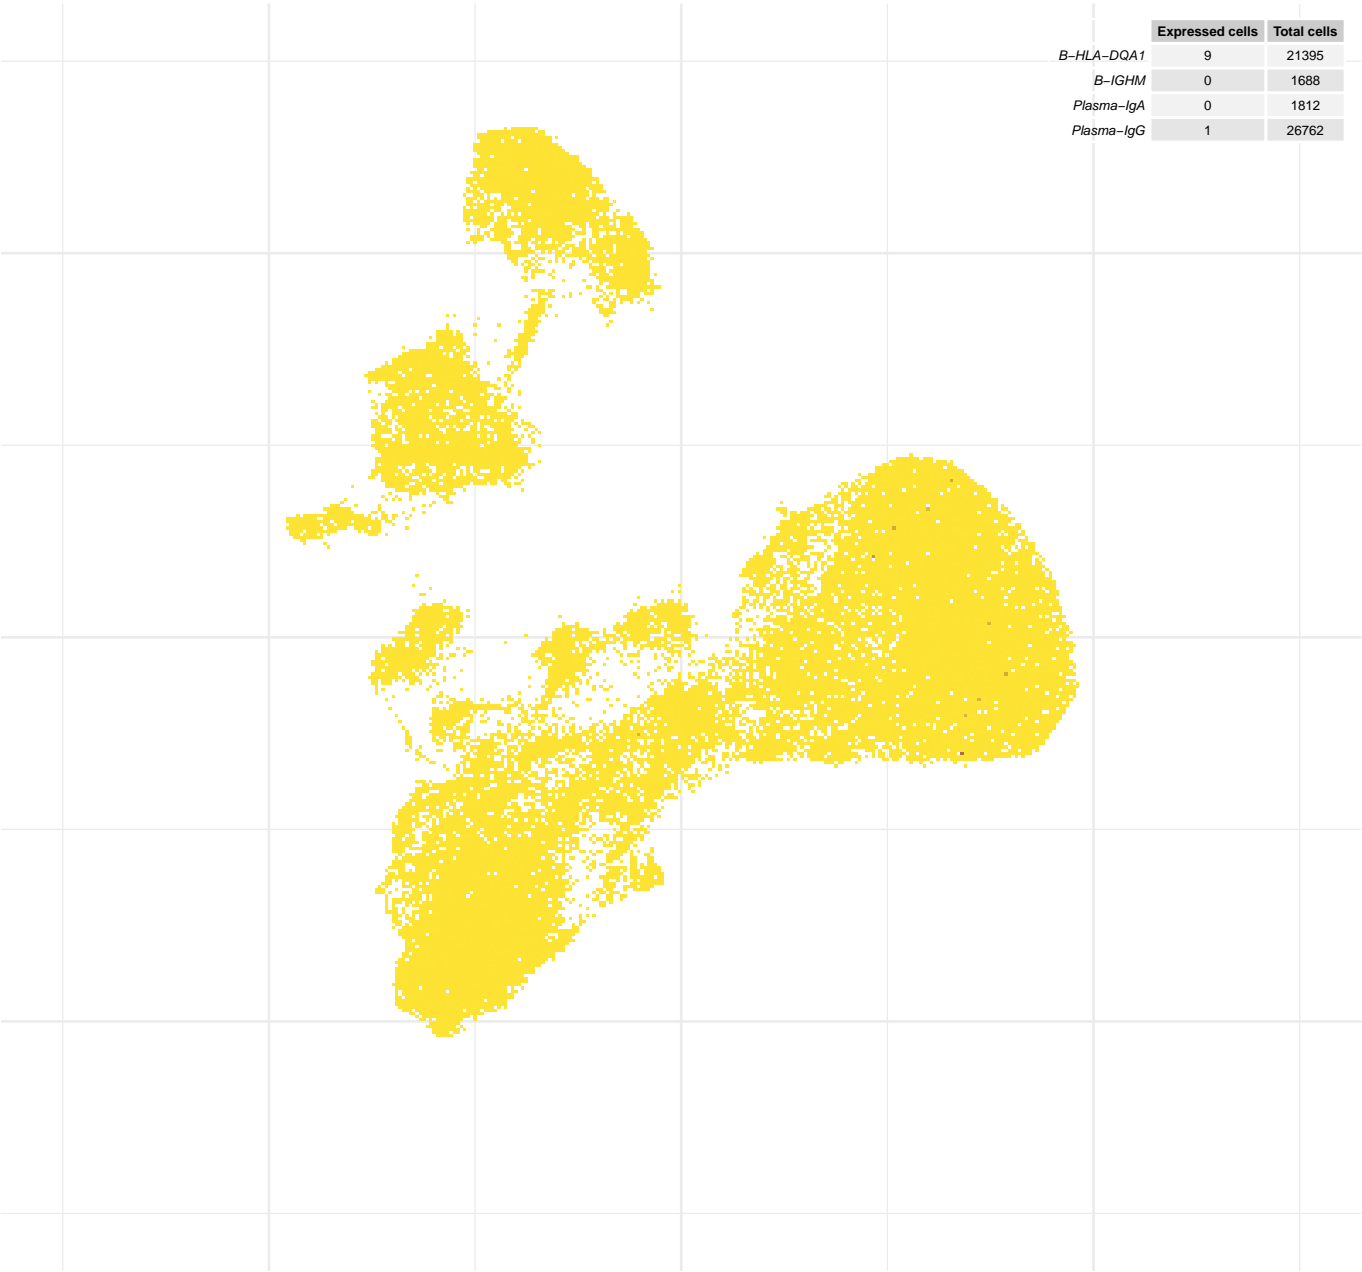 Expressed cells Total cells
B−HLA−DQA1 9 21395
B−IGHM 0 1688
Plasma−IgA 0 1812
Plasma−IgG 1 26762